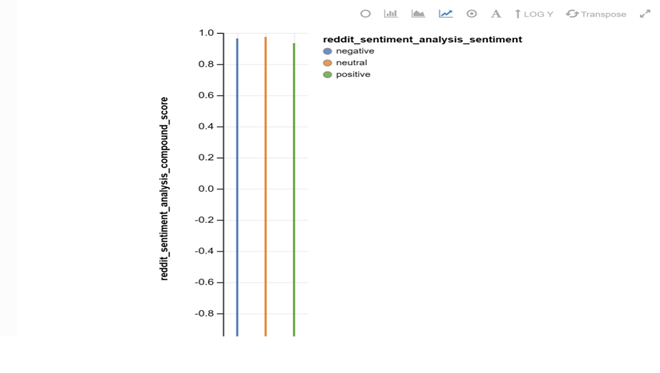 A LOG Y Transpose
reddit_sentiment_analysis_sentiment
negative
neutral
positive
reddit_sentiment_analysis_compound_score
1.0
0.8
0.6
0.4
0.2
0.0
-0.2
-0.4
-0.6
-0.8